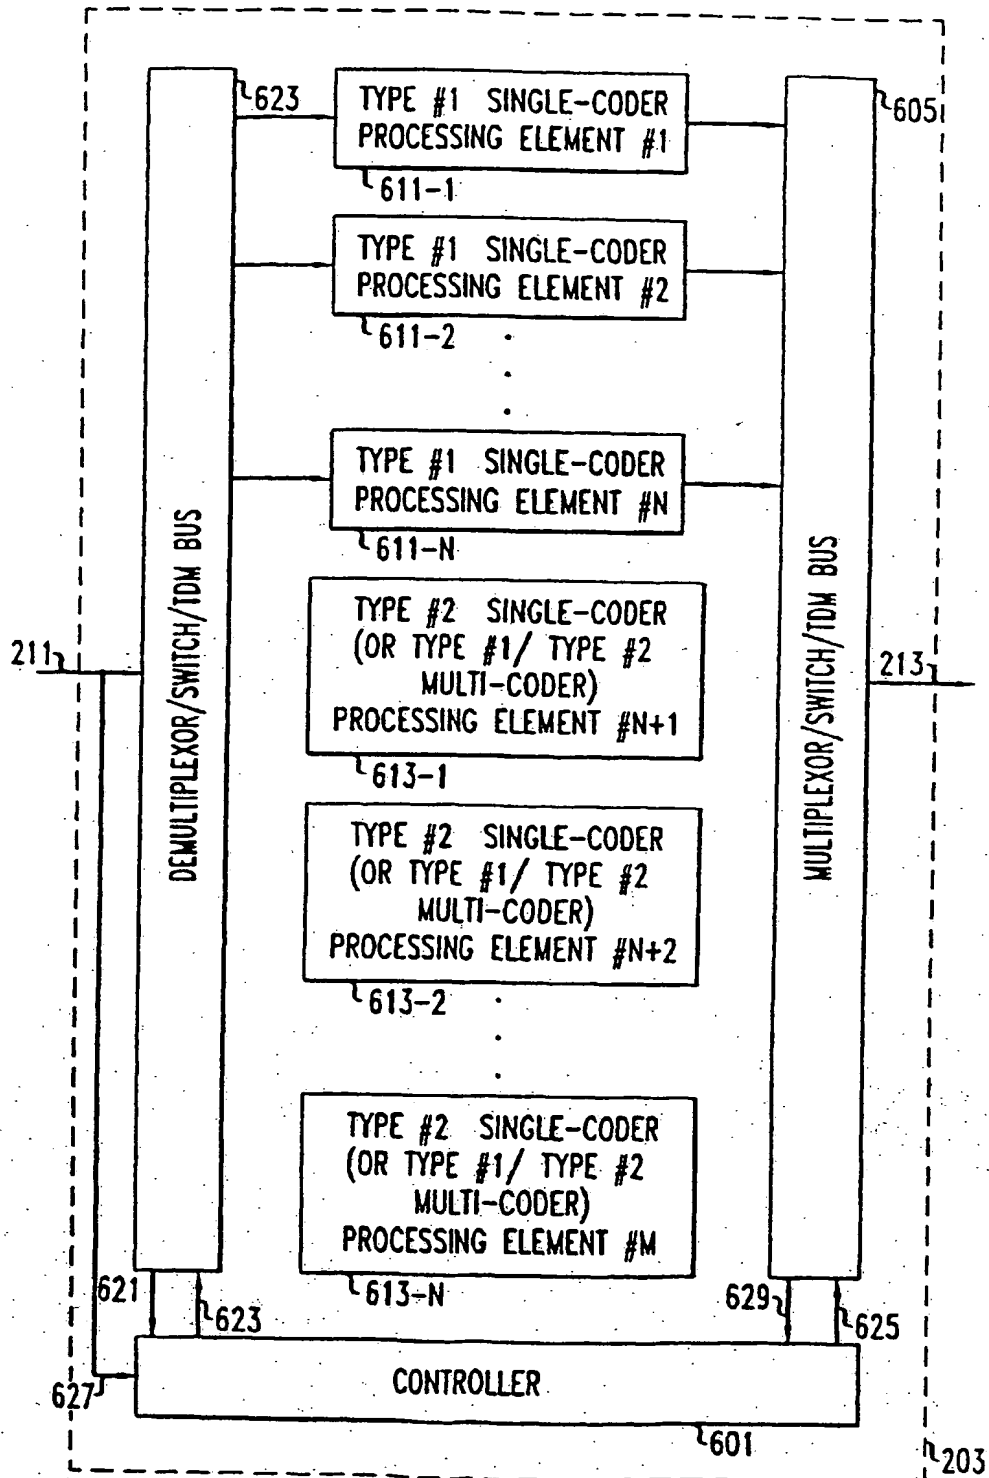 623
TYPE #1 SINGLE-CODER
PROCESSING ELEMENT #1
605
611-1
TYPE #1 SINGLE-CODER
PROCESSING ELEMENT #2
611-2
TYPE #1 SINGLE-CODER
PROCESSING ELEMENT #N
611-N
DEMULTIPLEXOR/SWITCH/TDM BUS
MULTIPLEXOR/SWITCH/TDM BUS
TYPE #2 SINGLE-CODER
(OR TYPE #1/ TYPE #2
MULTI-CODER)
PROCESSING ELEMENT #N+1
211
213
613-1
TYPE #2 SINGLE-CODER
(OR TYPE #1/ TYPE #2
MULTI-CODER)
PROCESSING ELEMENT #N+2
613-2
TYPE #2 SINGLE-CODER
(OR TYPE #1/ TYPE #2
MULTI-CODER)
PROCESSING ELEMENT #M
613-N
621
623
629
625
627
CONTROLLER
601
203